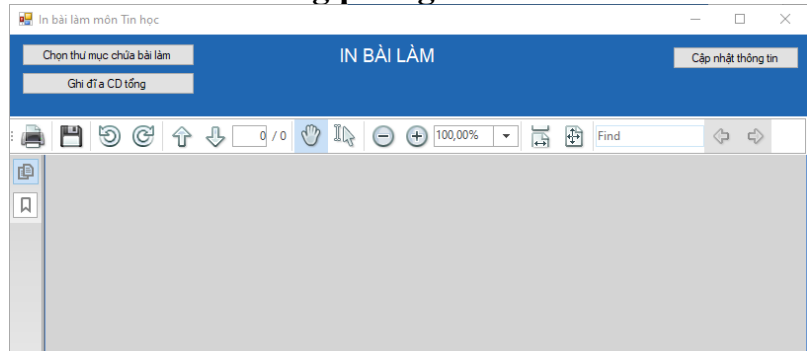 In bài làm môn Tin học
Chọn thư mục chứa bài làm
IN BÀI LÀM
Cập nhật thông tin
Ghi đĩa CD tổng
0 / 0
100,00%
Find